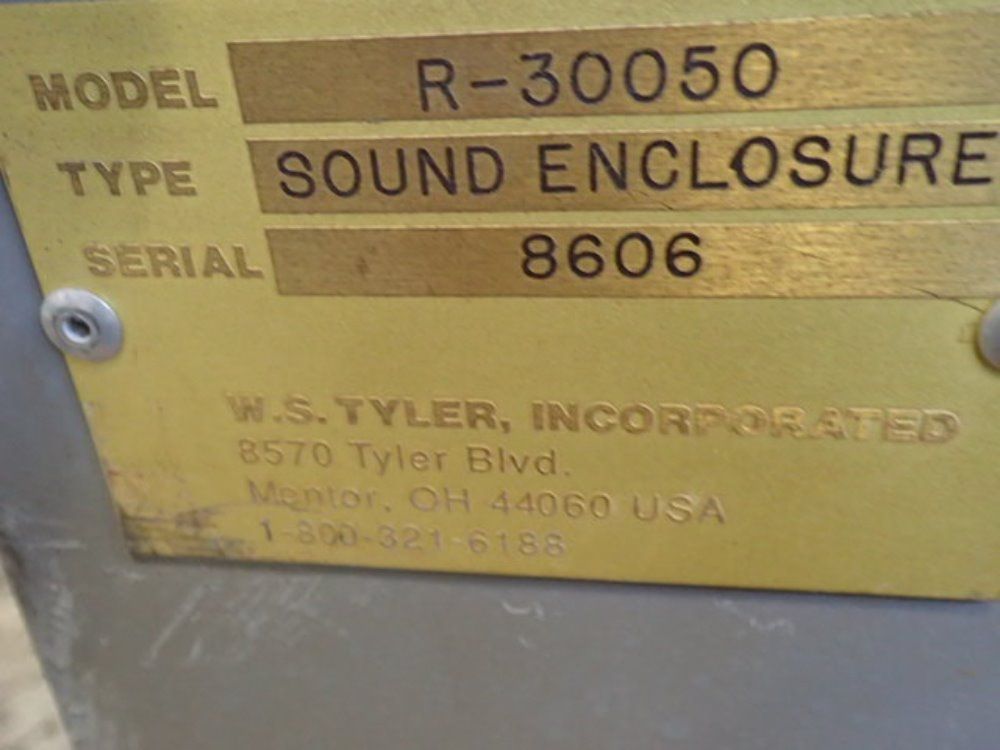 MODEL R-30050
TYPE SOUND ENCLOSURE
SERIAL 8606
W.S. TYLER, INCORPORATED
8570 Tyler Blvd.
Mentor, OH 44060 USA
1-800-321-6188